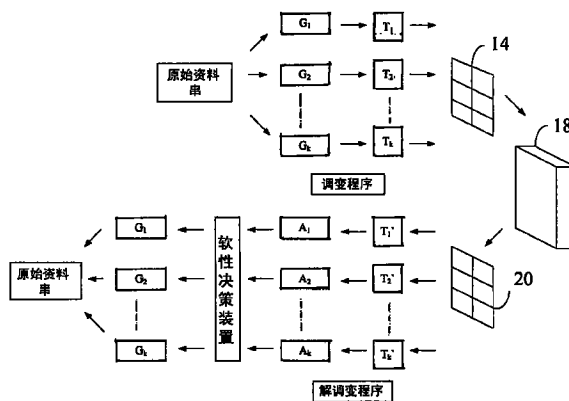 G₁
T₁
14
原始资料
串
G₂
T₂
18
Gₖ
Tₖ
调变程序
G₁
A₁
T₁'
原始资料
串
G₂
软性决策装置
A₂
T₂'
20
Gₖ
Aₖ
Tₖ'
解调变程序